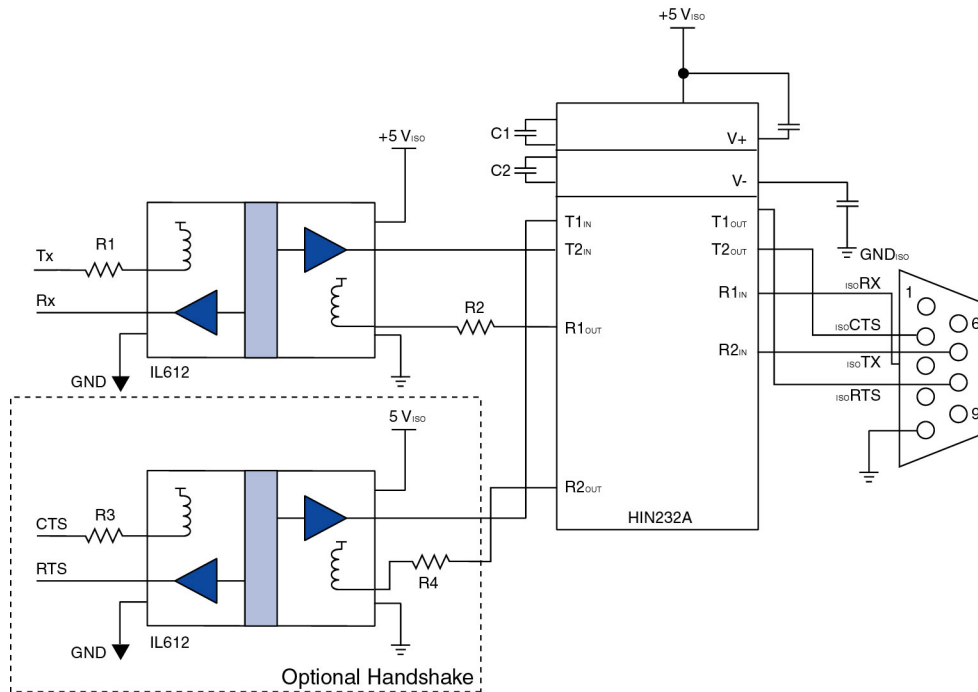 +5 VISO
C1
V+
+5 VISO
C2
V-
T1IN
T1OUT
R1
Tx
T2IN
T2OUT
GNDISO
R1IN
ISORX
1
Rx
R2
6
R1OUT
ISOCTS
R2IN
IL612
ISOTX
GND
ISORTS
9
5 VISO
R2OUT
HIN232A
CTS
R3
RTS
R4
IL612
GND
Optional Handshake